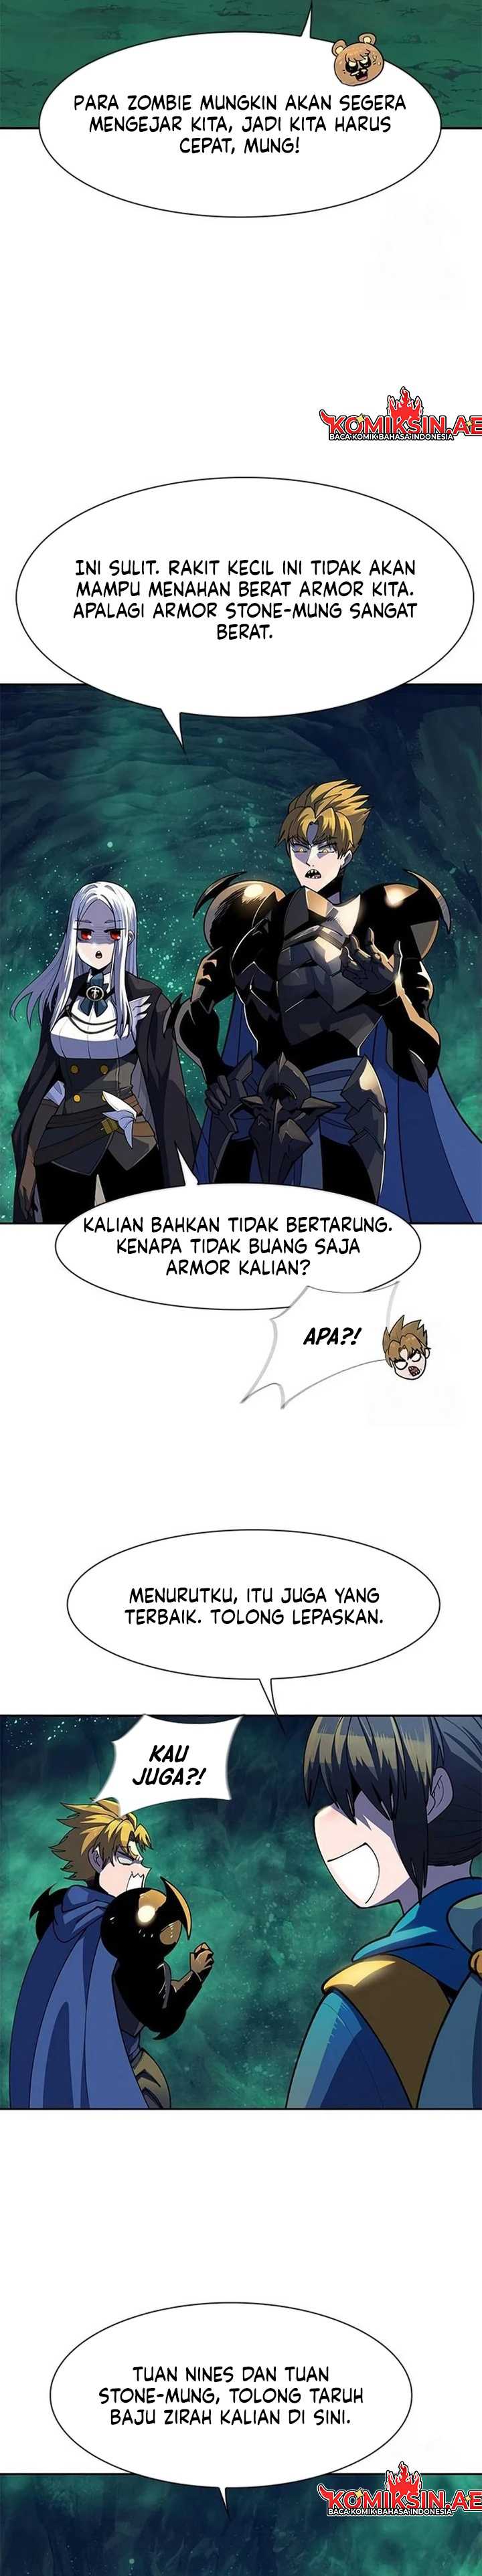 PARA ZOMBIE MUNGKIN AKAN SEGERA
MENGEJAR KITA, JADI KITA HARUS
CEPAT, MUNG!
KOMIKSIN.AE
BACA KOMIK BAHASA INDONESIA
INI SULIT. RAKIT KECIL INI TIDAK AKAN
MAMPU MENAHAN BERAT ARMOR KITA.
APALAGI ARMOR STONE-MUNG SANGAT
BERAT.
KALIAN BAHKAN TIDAK BERTARUNG.
KENAPA TIDAK BUANG SAJA
ARMOR KALIAN?
APA?!
MENURUTKU, ITU JUGA YANG
TERBAIK. TOLONG LEPASKAN.
KAU
JUGA?!
TUAN NINES DAN TUAN
STONE-MUNG, TOLONG TARUH
BAJU ZIRAH KALIAN DI SINI.
KOMIKSIN.AE
BACA KOMIK BAHASA INDONESIA